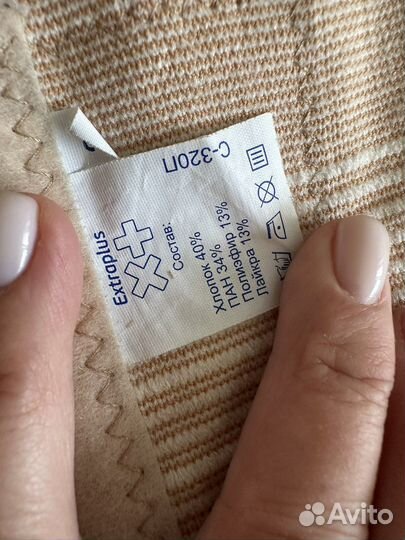 Extraplus
Состав:
Хлопок 40%
ПАН 34%
Полиэфир 13%
Лайкра 13%
С-320П
Avito